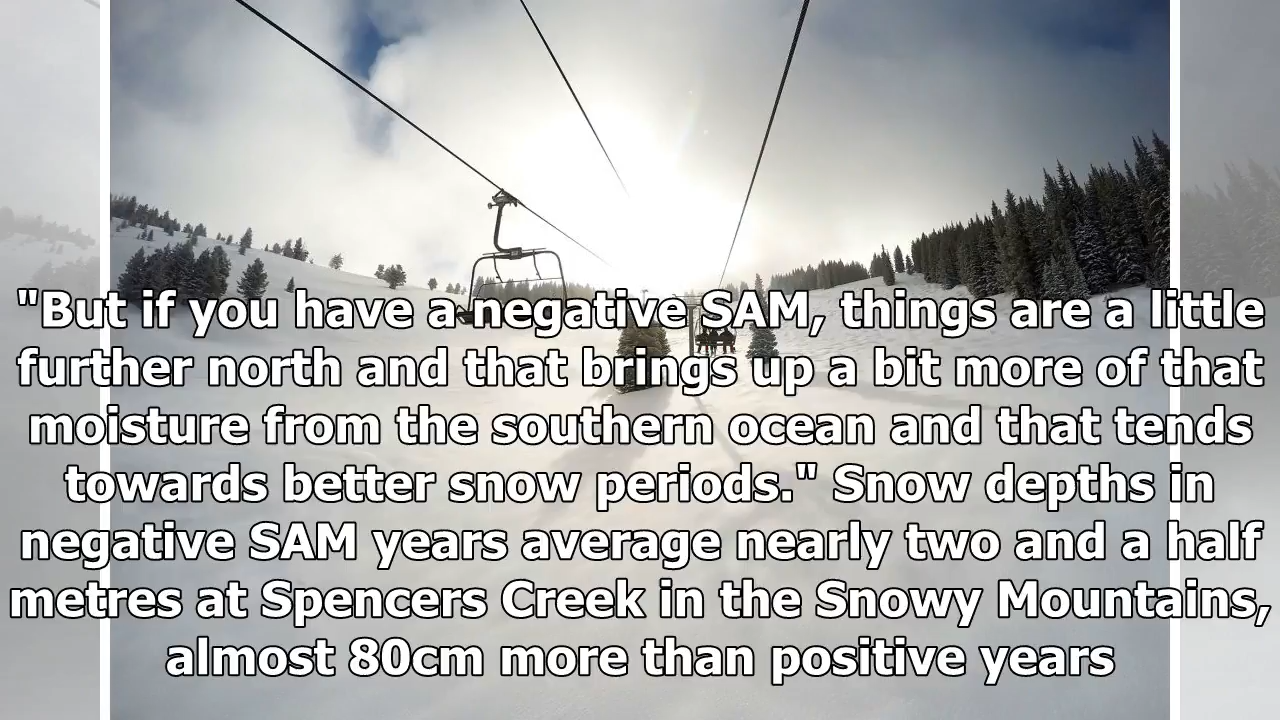 "But if you have a negative SAM, things are a little
further north and that brings up a bit more of that
moisture from the southern ocean and that tends
towards better snow periods." Snow depths in
negative SAM years average nearly two and a half
metres at Spencers Creek in the Snowy Mountains,
almost 80cm more than positive years